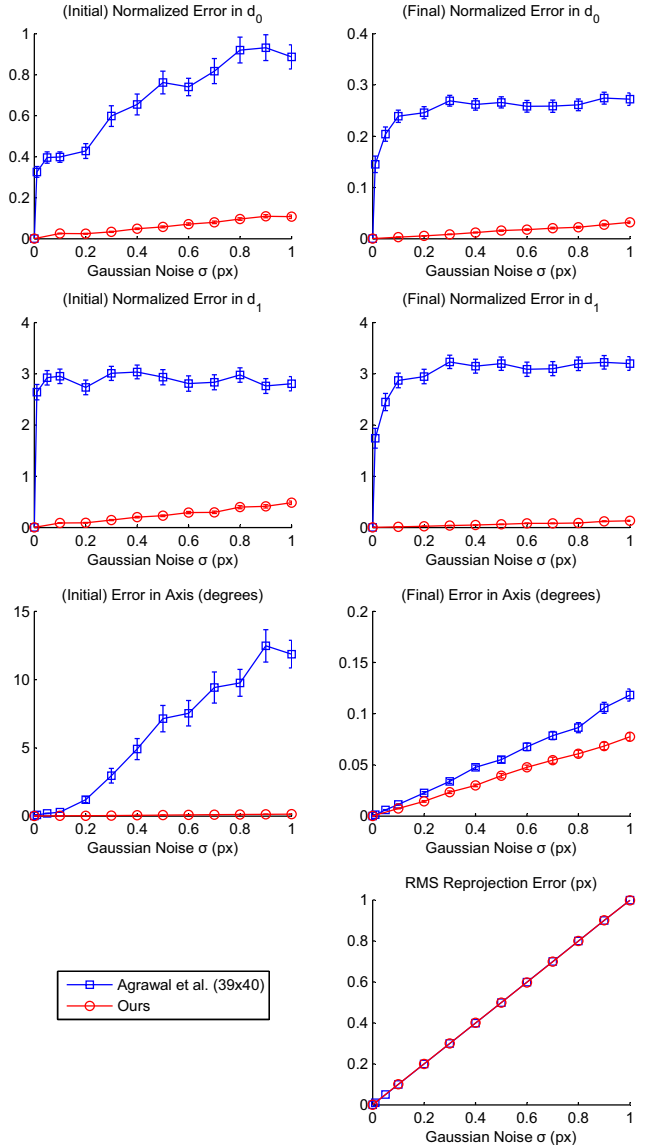 (Initial) Normalized Error in d0
1
0.8
0.6
0.4
0.2
0
0 0.2 0.4 0.6 0.8 1
Gaussian Noise σ (px)
(Final) Normalized Error in d0
0.4
0.3
0.2
0.1
0
0 0.2 0.4 0.6 0.8 1
Gaussian Noise σ (px)
(Initial) Normalized Error in d1
4
3
2
1
0
0 0.2 0.4 0.6 0.8 1
Gaussian Noise σ (px)
(Final) Normalized Error in d1
4
3
2
1
0
0 0.2 0.4 0.6 0.8 1
Gaussian Noise σ (px)
(Initial) Error in Axis (degrees)
15
10
5
0
0 0.2 0.4 0.6 0.8 1
Gaussian Noise σ (px)
(Final) Error in Axis (degrees)
0.2
0.15
0.1
0.05
0
0 0.2 0.4 0.6 0.8 1
Gaussian Noise σ (px)
Agrawal et al. (39x40)
Ours
RMS Reprojection Error (px)
1
0.8
0.6
0.4
0.2
0
0 0.2 0.4 0.6 0.8 1
Gaussian Noise σ (px)